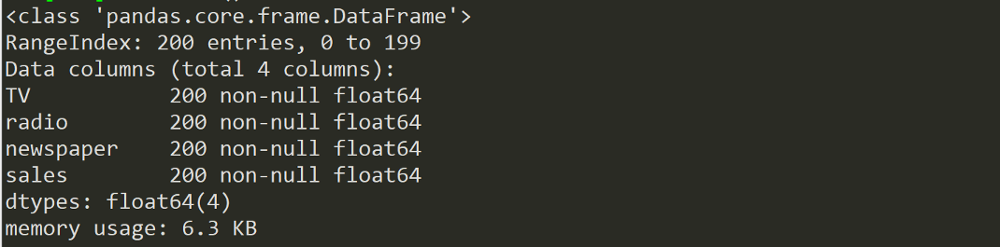 <class 'pandas.core.frame.DataFrame'>
RangeIndex: 200 entries, 0 to 199
Data columns (total 4 columns):
TV           200 non-null float64
radio        200 non-null float64
newspaper    200 non-null float64
sales        200 non-null float64
dtypes: float64(4)
memory usage: 6.3 KB